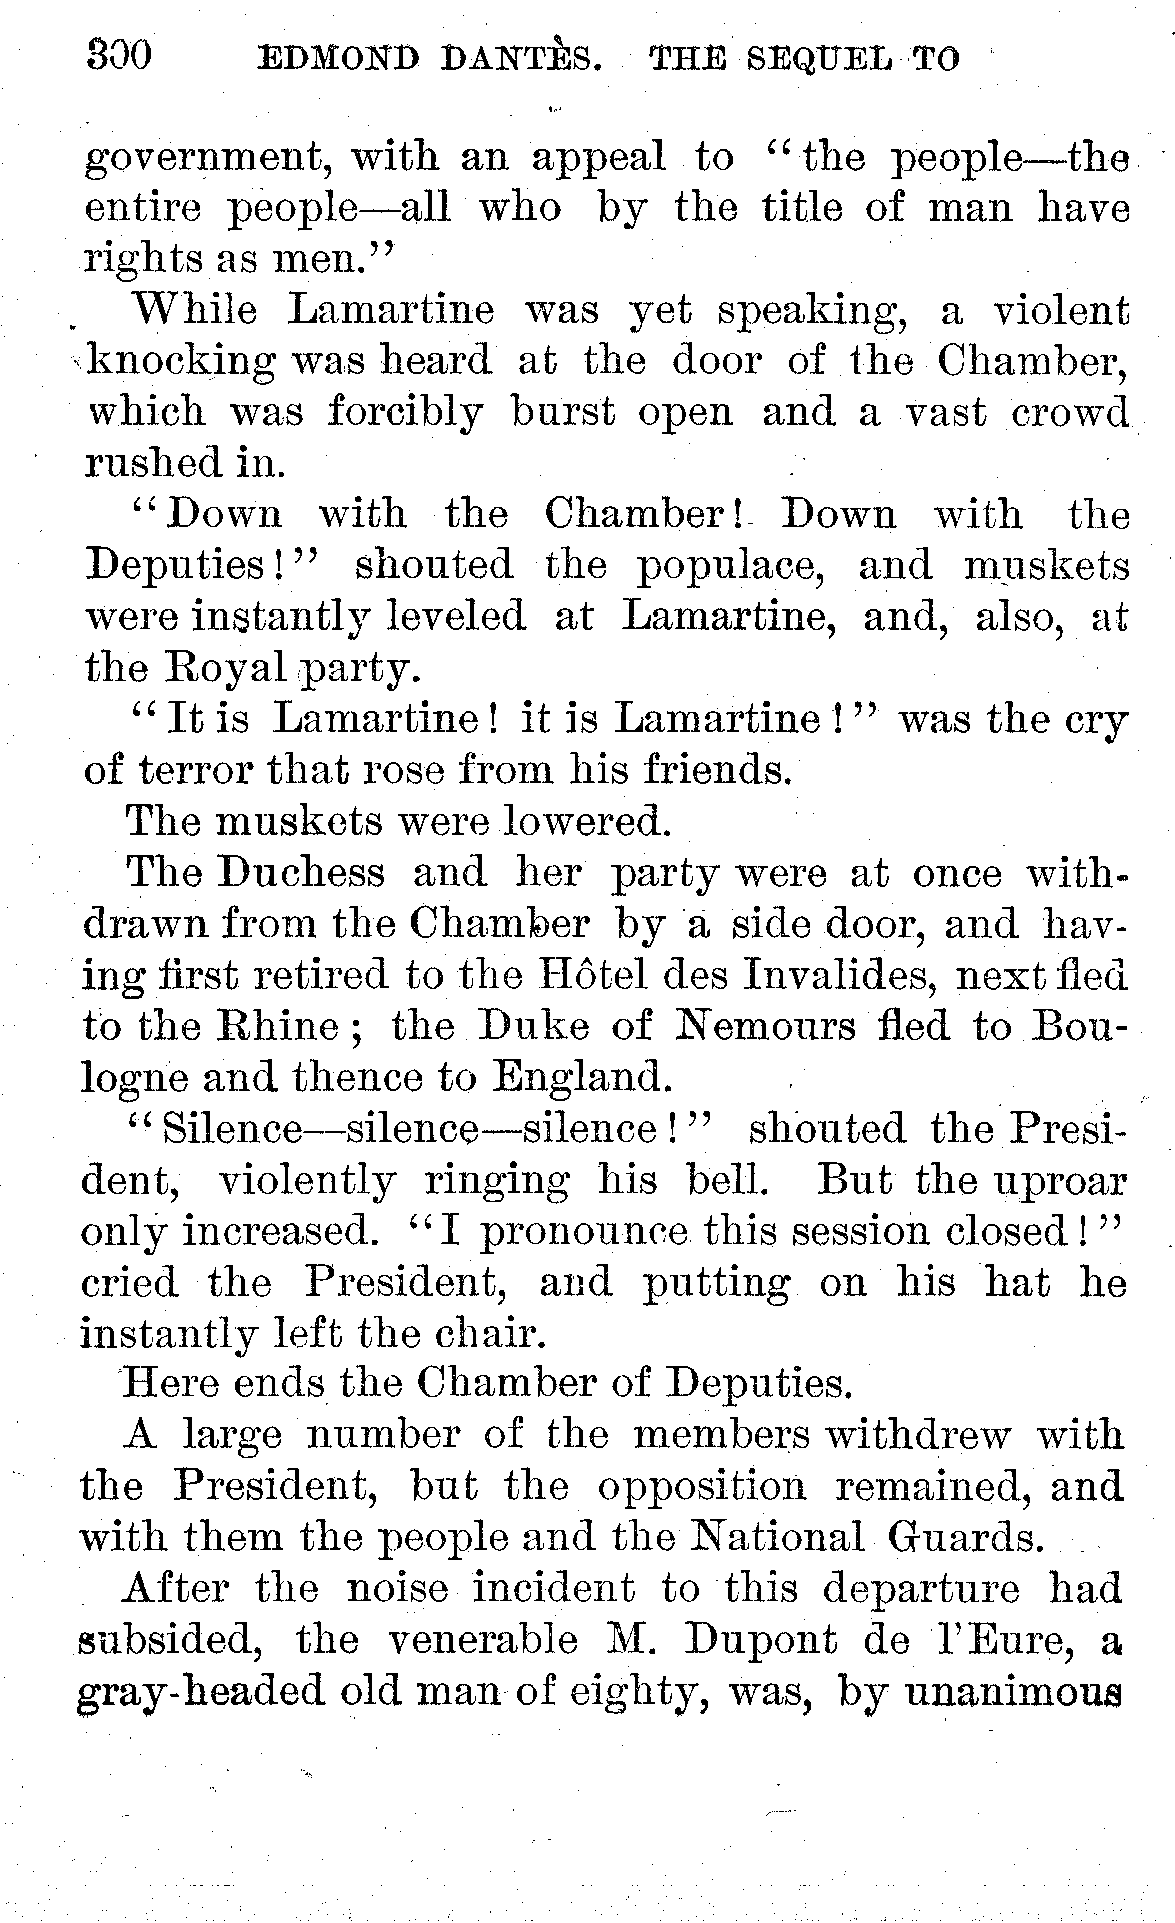 300 EDMOND DANTÈS. THE SEQUEL TO
government, with an appeal to "the people—the
entire people—all who by the title of man have
rights as men."
While Lamartine was yet speaking, a violent
knocking was heard at the door of the Chamber,
which was forcibly burst open and a vast crowd
rushed in.
"Down with the Chamber! Down with the
Deputies!" shouted the populace, and muskets
were instantly leveled at Lamartine, and, also, at
the Royal party.
"It is Lamartine! it is Lamartine!" was the cry
of terror that rose from his friends.
The muskets were lowered.
The Duchess and her party were at once with-
drawn from the Chamber by a side door, and hav-
ing first retired to the Hôtel des Invalides, next fled
to the Rhine; the Duke of Nemours fled to Bou-
logne and thence to England.
"Silence—silence—silence!" shouted the Presi-
dent, violently ringing his bell. But the uproar
only increased. "I pronounce this session closed!"
cried the President, and putting on his hat he
instantly left the chair.
Here ends the Chamber of Deputies.
A large number of the members withdrew with
the President, but the opposition remained, and
with them the people and the National Guards.
After the noise incident to this departure had
subsided, the venerable M. Dupont de l'Eure, a
gray-headed old man of eighty, was, by unanimous